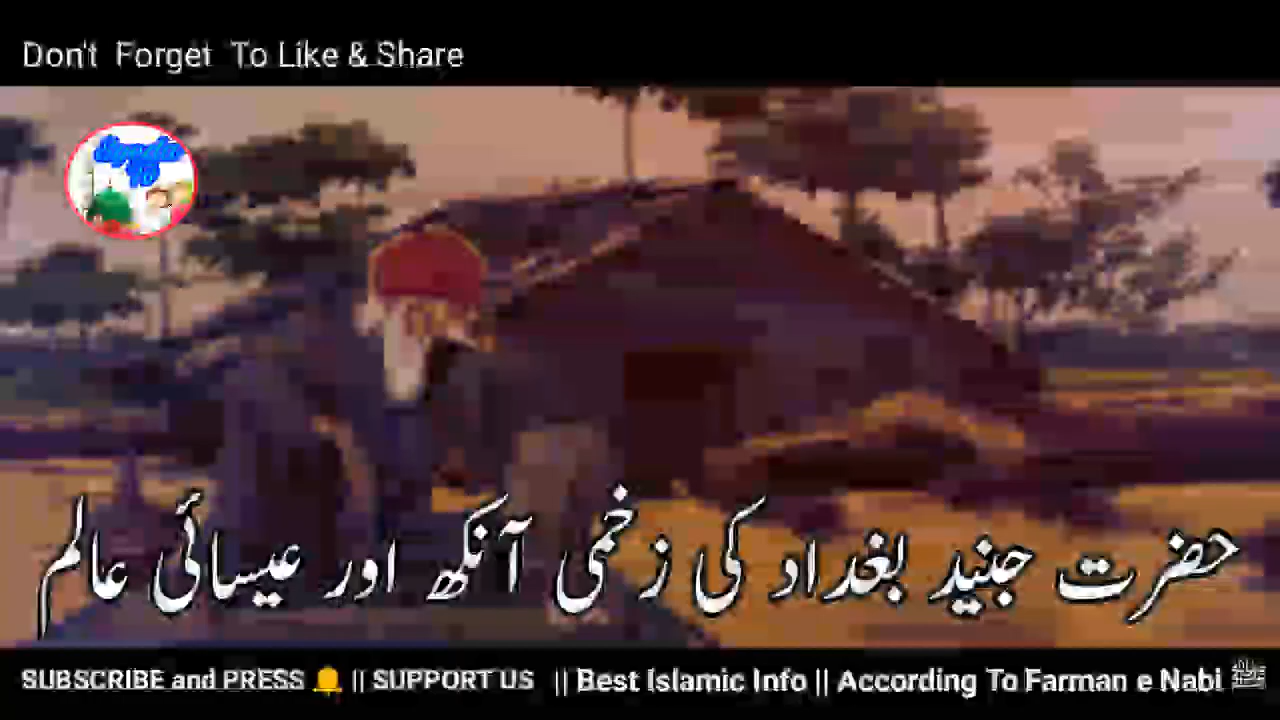 Don't Forget To Like & Share
حضرت جنید بغداد کی زخمی آنکھ اور عیسائی عالم
SUBSCRIBE and PRESS 🔔 || SUPPORT US || Best Islamic Info || According To Farman e Nabi ﷺ